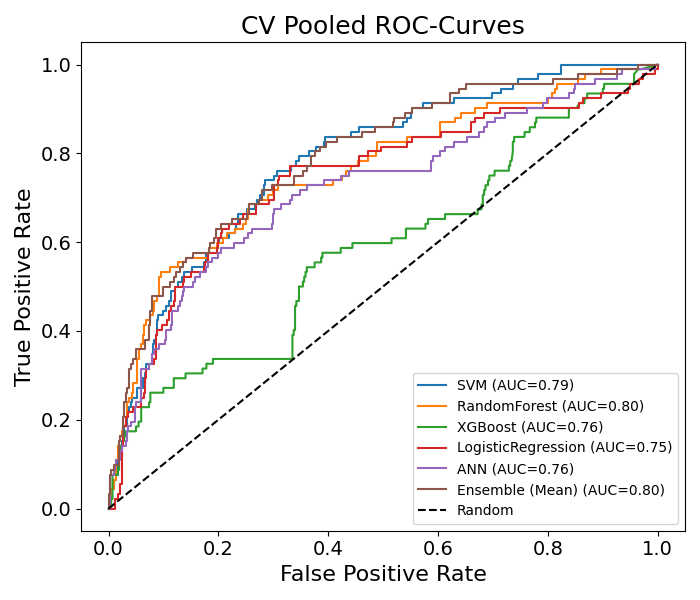 CV Pooled ROC-Curves
True Positive Rate
1.0
0.8
0.6
0.4
0.2
0.0
SVM (AUC=0.79)
RandomForest (AUC=0.80)
XGBoost (AUC=0.76)
LogisticRegression (AUC=0.75)
ANN (AUC=0.76)
Ensemble (Mean) (AUC=0.80)
Random
0.0 0.2 0.4 0.6 0.8 1.0
False Positive Rate